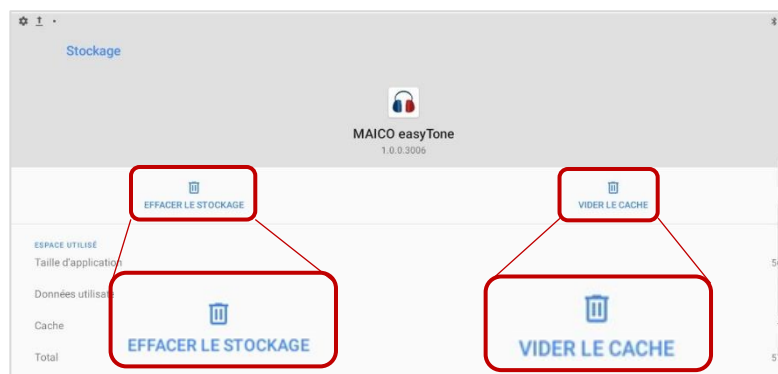 Stockage
MAICO easyTone
1.0.0.3006
EFFACER LE STOCKAGE
VIDER LE CACHE
ESPACE UTILISÉ
Taille d'application
Données utilisat
Cache
Total
EFFACER LE STOCKAGE
VIDER LE CACHE